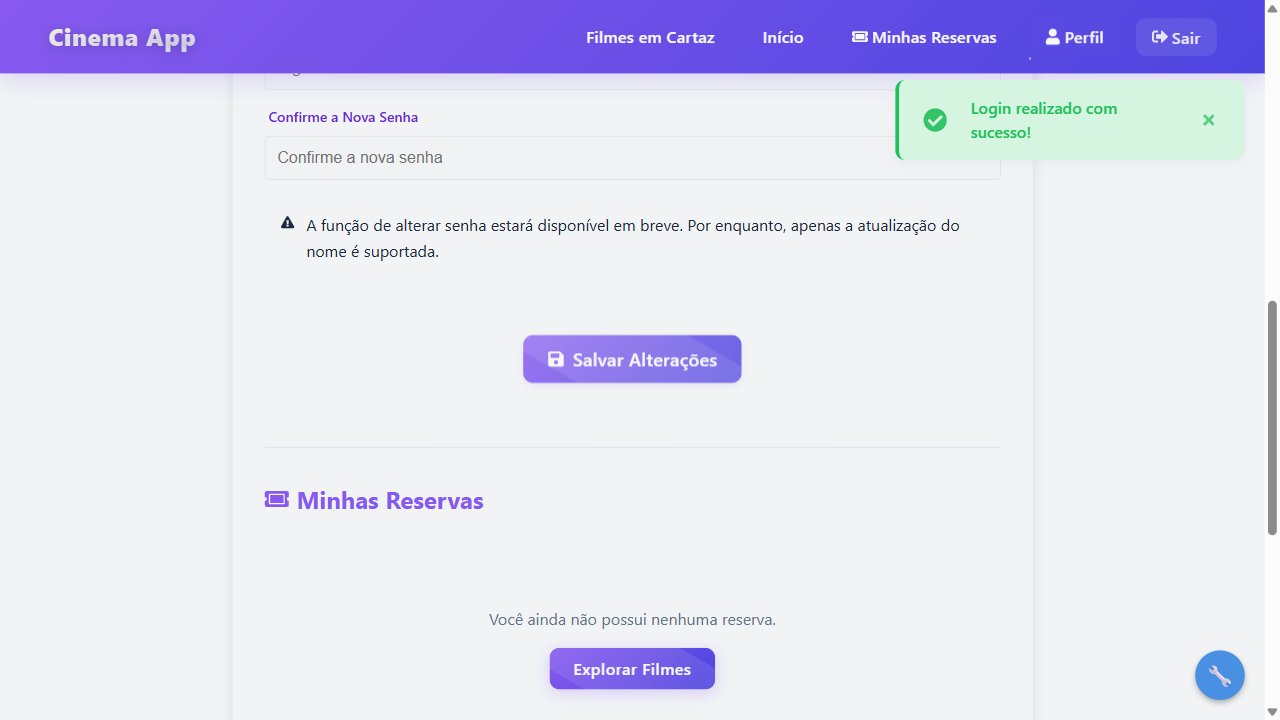 Cinema App
Filmes em Cartaz
Início
Minhas Reservas
Perfil
Sair
Login realizado com
sucesso!
Confirme a Nova Senha
Confirme a nova senha
A função de alterar senha estará disponível em breve. Por enquanto, apenas a atualização do
nome é suportada.
Salvar Alterações
Minhas Reservas
Você ainda não possui nenhuma reserva.
Explorar Filmes